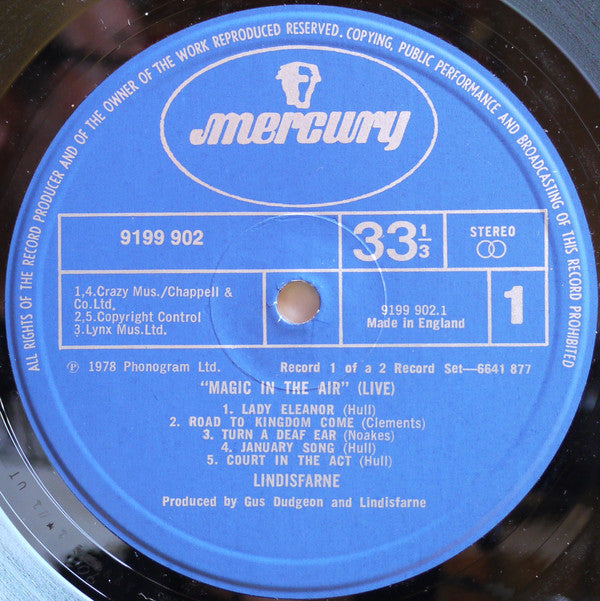 ALL RIGHTS OF THE RECORD PRODUCER AND OF THE OWNER OF THE WORK REPRODUCED RESERVED. COPYING, PUBLIC PERFORMANCE AND BROADCASTING OF THIS RECORD PROHIBITED
mercury
9199 902
33 1/3
STEREO
1,4.Crazy Mus./Chappell &
Co.Ltd.
2,5.Copyright Control
3.Lynx Mus.Ltd.
9199 902.1
Made in England
1
Ⓟ 1978 Phonogram Ltd.
Record 1 of a 2 Record Set—6641 877
“MAGIC IN THE AIR” (LIVE)
1. LADY ELEANOR (Hull)
2. ROAD TO KINGDOM COME (Clements)
3. TURN A DEAF EAR (Noakes)
4. JANUARY SONG (Hull)
5. COURT IN THE ACT (Hull)
LINDISFARNE
Produced by Gus Dudgeon and Lindisfarne